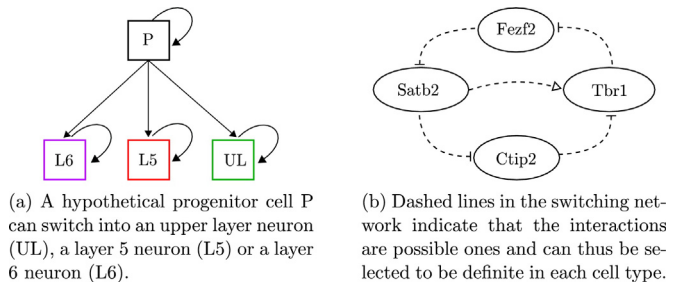 P
L6
L5
UL
(a) A hypothetical progenitor cell P
can switch into an upper layer neuron
(UL), a layer 5 neuron (L5) or a layer
6 neuron (L6).
Fezf2
Satb2
Tbr1
Ctip2
(b) Dashed lines in the switching net-
work indicate that the interactions
are possible ones and can thus be se-
lected to be definite in each cell type.